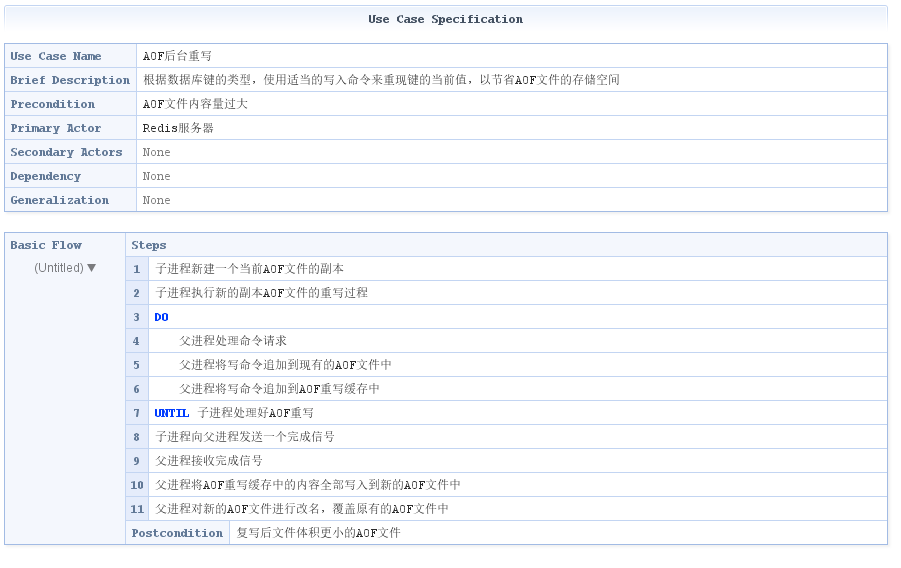 Use Case Specification
Use Case Name AOF后台重写
Brief Description 根据数据库键的类型，使用适当的写入命令来重现键的当前值，以节省AOF文件的存储空间
Precondition AOF文件内容量过大
Primary Actor Redis服务器
Secondary Actors None
Dependency None
Generalization None
Basic Flow Steps
(Untitled) ▼
1 子进程新建一个当前AOF文件的副本
2 子进程执行新的副本AOF文件的重写过程
3 DO
4 父进程处理命令请求
5 父进程将写命令追加到现有的AOF文件中
6 父进程将写命令追加到AOF重写缓存中
7 UNTIL 子进程处理好AOF重写
8 子进程向父进程发送一个完成信号
9 父进程接收完成信号
10 父进程将AOF重写缓存中的内容全部写入到新的AOF文件中
11 父进程对新的AOF文件进行改名，覆盖原有的AOF文件中
Postcondition 复写后文件体积更小的AOF文件